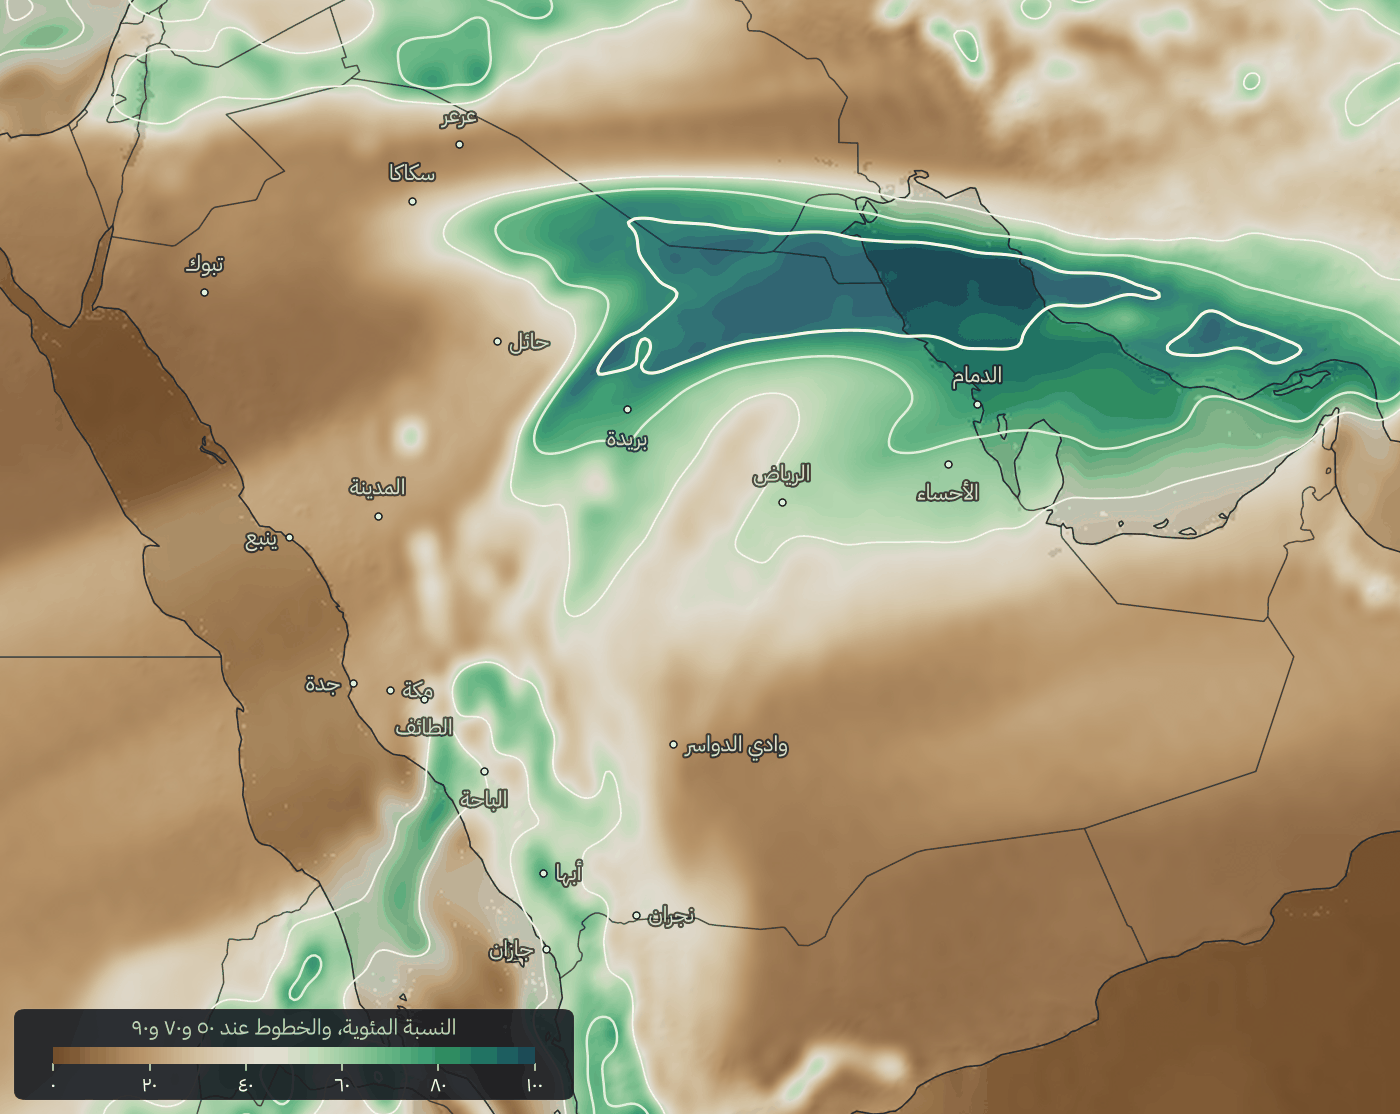 عرعر
سكاكا
تبوك
حائل
الدمام
بريدة
الرياض
الأحساء
المدينة
ينبع
جدة
مكة
الطائف
وادي الدواسر
الباحة
أبها
نجران
جازان
النسبة المئوية، والخطوط عند ٥٠ و٧٠ و٩٠
٠ ٢٠ ٤٠ ٦٠ ٨٠ ١٠٠